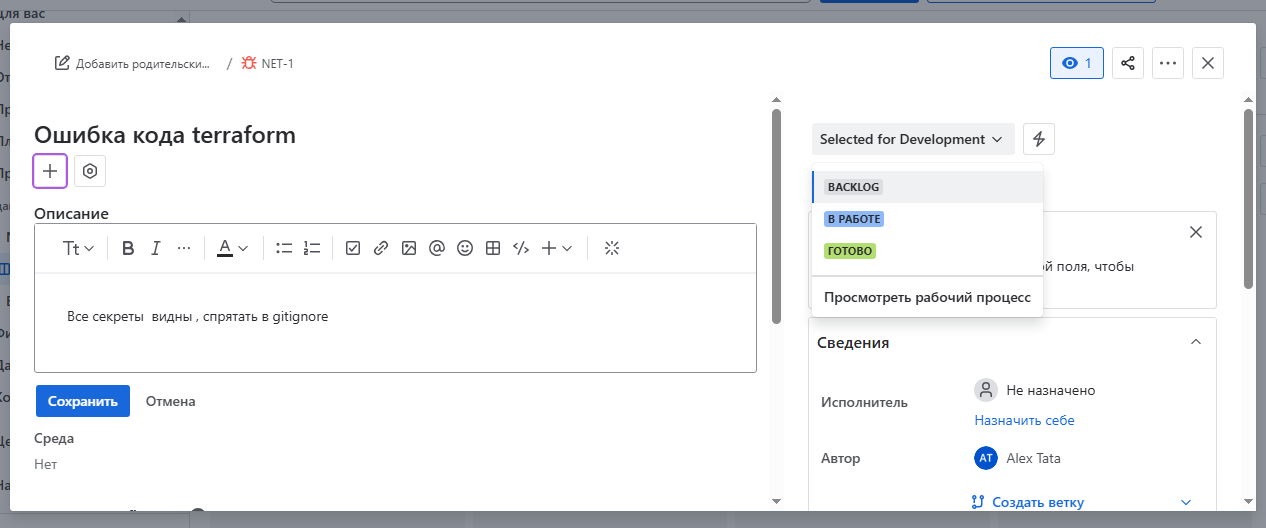 для вас
Добавить родительски... / NET-1
1
Ошибка кода terraform
Selected for Development
BACKLOG
В РАБОТЕ
ГОТОВО
Просмотреть рабочий процесс
й поля, чтобы
Описание
Tt
B I ... A
Все секреты видны , спрятать в gitignore
Сохранить Отмена
Среда
Нет
Сведения
Исполнитель
Не назначено
Назначить себе
Автор
AT Alex Tata
Создать ветку